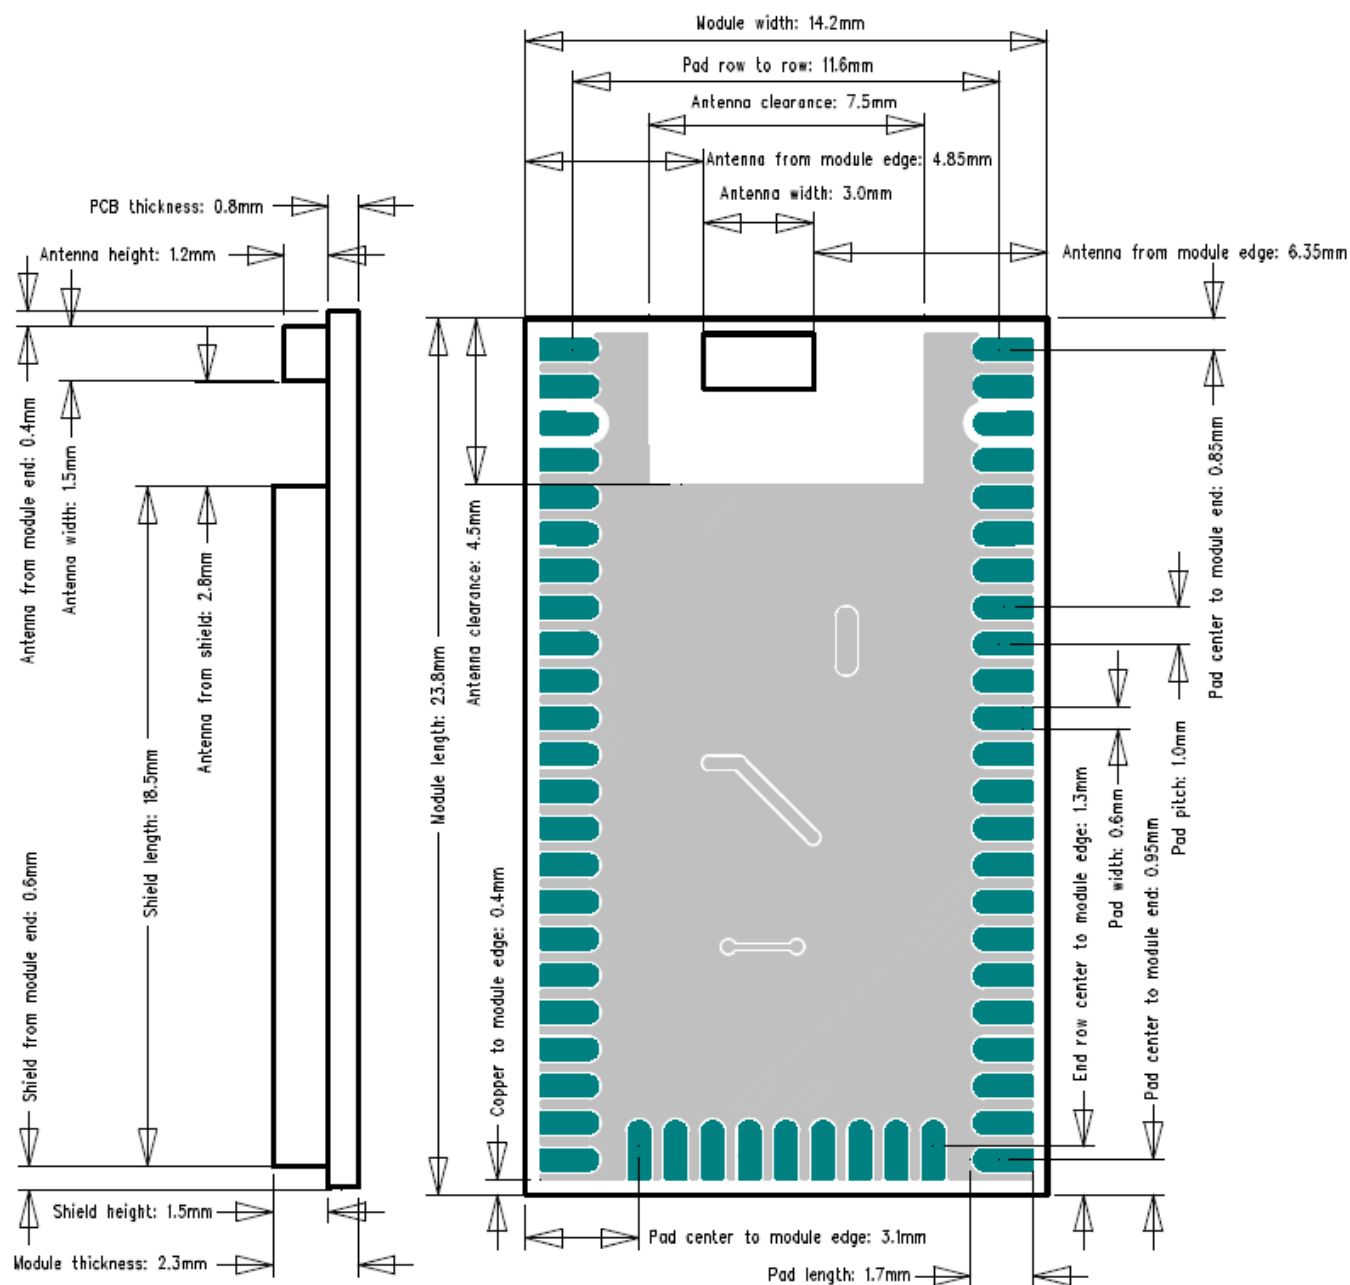 Module width: 14.2mm
Pad row to row: 11.6mm
Antenna clearance: 7.5mm
Antenna from module edge: 4.85mm
Antenna width: 3.0mm
PCB thickness: 0.8mm
Antenna height: 1.2mm
Antenna from module edge: 6.35mm
Antenna from module end: 0.4mm
Antenna width: 1.5mm
Antenna from shield: 2.8mm
Shield length: 18.5mm
Shield from module end: 0.6mm
Antenna clearance: 4.5mm
Module length: 23.8mm
Copper to module edge: 0.4mm
Pad center to module end: 0.85mm
Pad pitch: 1.0mm
Pad width: 0.6mm
End row center to module edge: 1.3mm
Pad center to module end: 0.95mm
Shield height: 1.5mm
Module thickness: 2.3mm
Pad center to module edge: 3.1mm
Pad length: 1.7mm